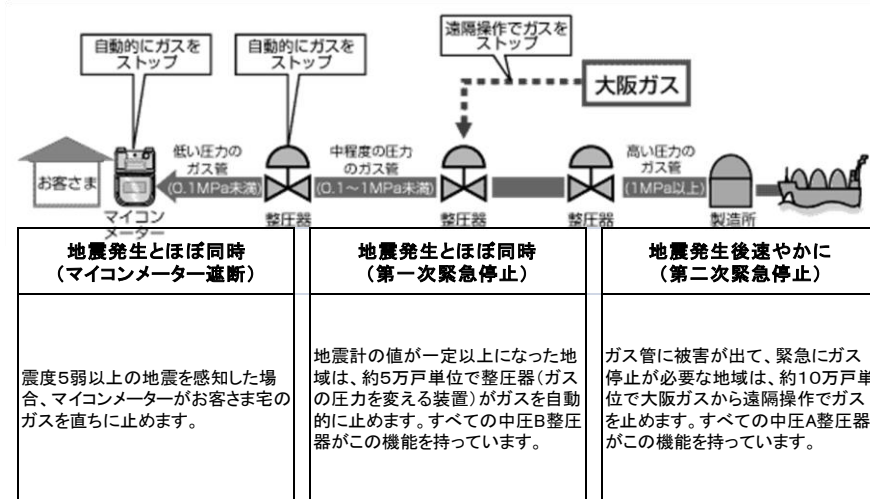 自動的にガスを
ストップ
自動的にガスを
ストップ
遠隔操作でガスを
ストップ
大阪ガス
お客さま
低い圧力の
ガス管
(0.1MPa未満)
中程度の圧力
のガス管
(0.1～1MPa未満)
高い圧力の
ガス管
(1MPa以上)
マイコン
メーター
整圧器
整圧器
整圧器
製造所
地震発生とほぼ同時
（マイコンメーター遮断）
震度5弱以上の地震を感知した場
合、マイコンメーターがお客さま宅の
ガスを直ちに止めます。
地震発生とほぼ同時
（第一次緊急停止）
地震計の値が一定以上になった地
域は、約5万戸単位で整圧器（ガス
の圧力を変える装置）がガスを自動
的に止めます。すべての中圧B整圧
器がこの機能を持っています。
地震発生後速やかに
（第二次緊急停止）
ガス管に被害が出て、緊急にガス
停止が必要な地域は、約10万戸単
位で大阪ガスから遠隔操作でガス
を止めます。すべての中圧A整圧器
がこの機能を持っています。